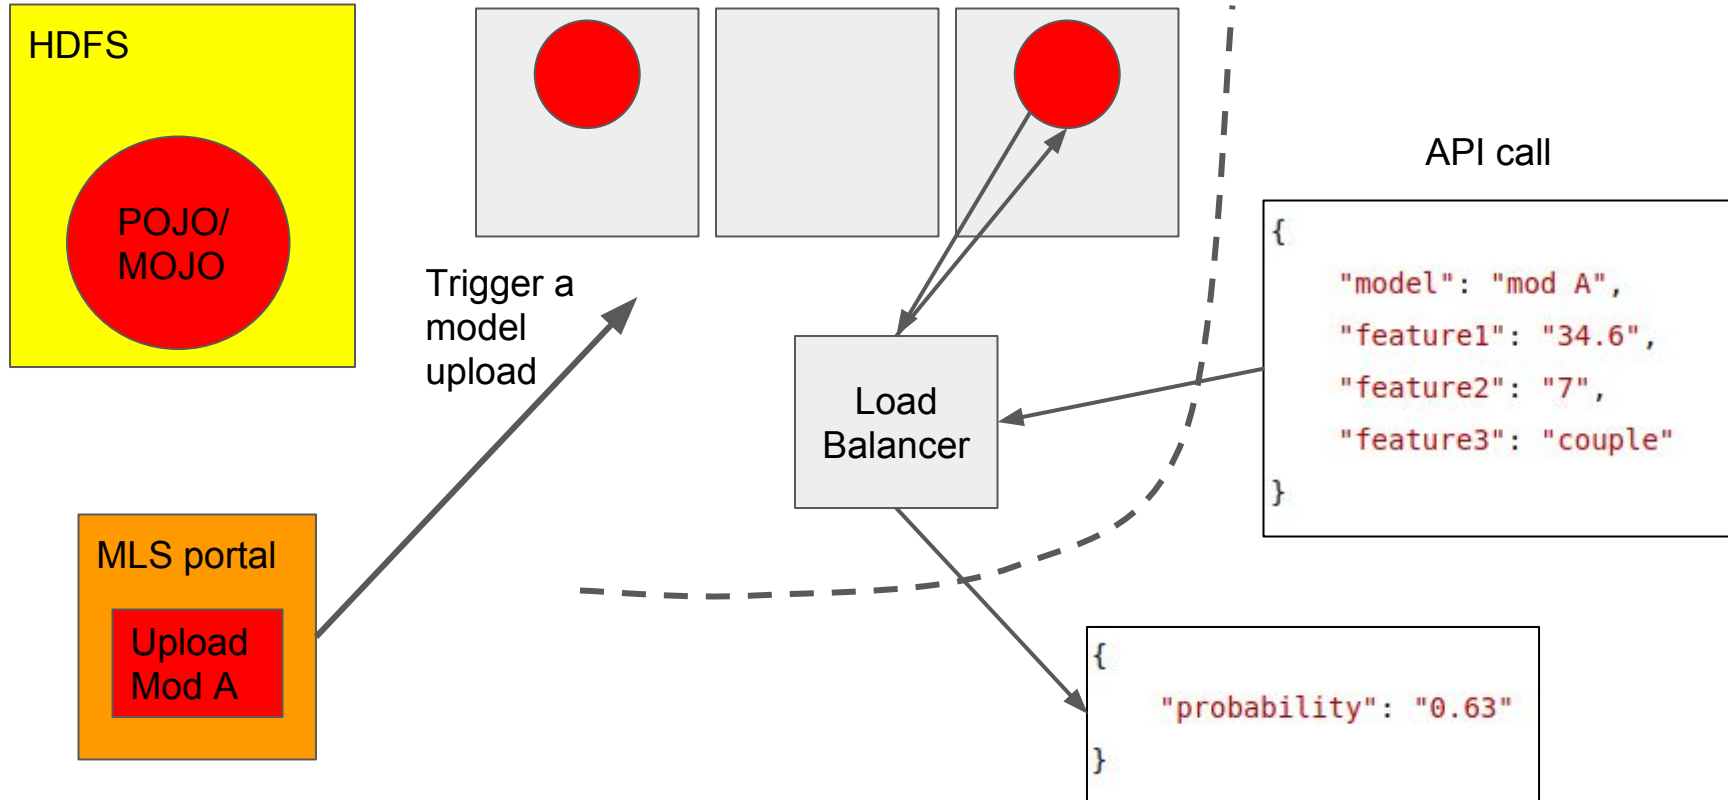 HDFS
POJO/
MOJO
Trigger a
model
upload
MLS portal
Upload
Mod A
Load
Balancer
API call
{
"model": "mod A",
"feature1": "34.6",
"feature2": "7",
"feature3": "couple"
}
{
"probability": "0.63"
}